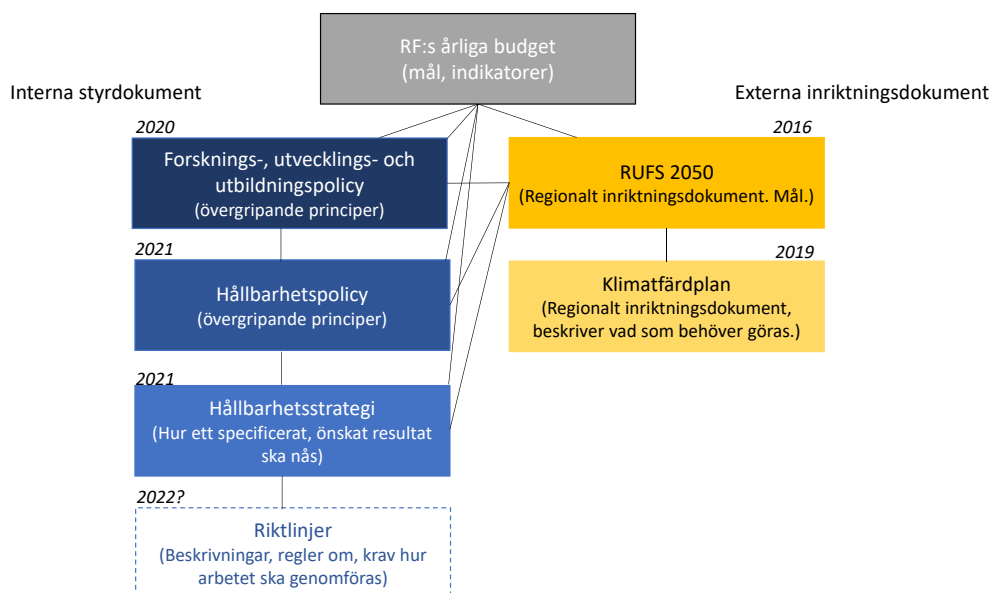 RF:s årliga budget
(mål, indikatorer)
Interna styrdokument
Externa inriktningsdokument
2020
Forsknings-, utvecklings- och
utbildningspolicy
(övergripande principer)
2016
RUFS 2050
(Regionalt inriktningsdokument. Mål.)
2021
Hållbarhetspolicy
(övergripande principer)
2019
Klimatfärdplan
(Regionalt inriktningsdokument,
beskriver vad som behöver göras.)
2021
Hållbarhetsstrategi
(Hur ett specificerat, önskat resultat
ska nås)
2022?
Riktlinjer
(Beskrivningar, regler om, krav hur
arbetet ska genomföras)